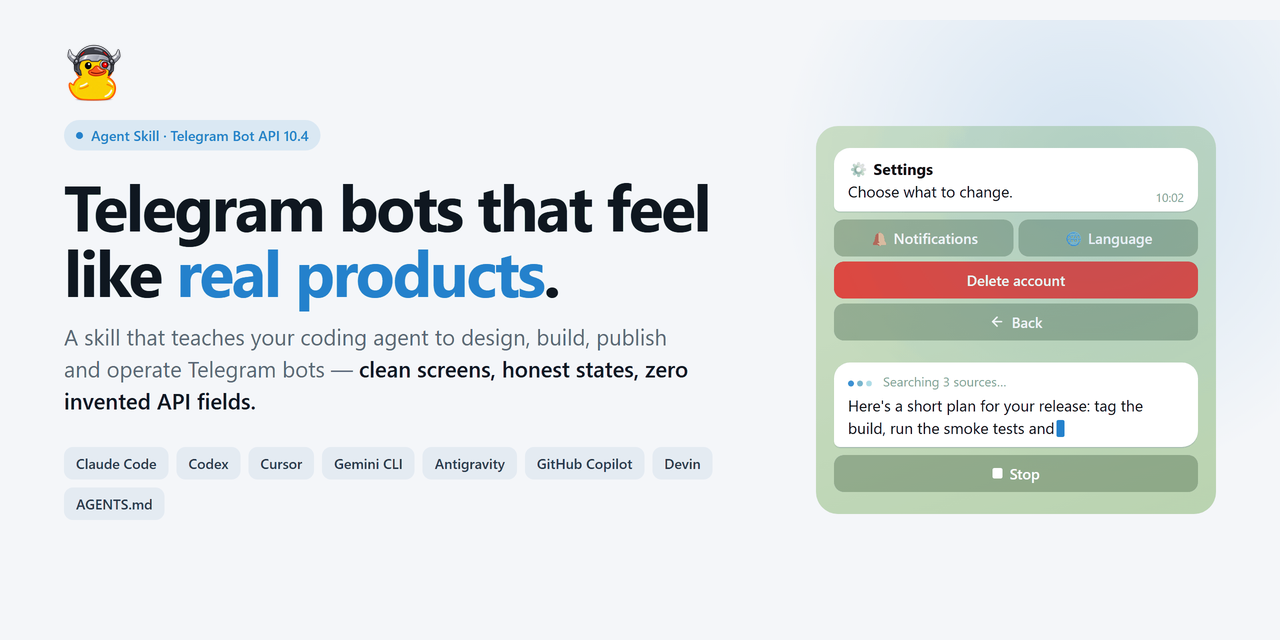 Agent Skill · Telegram Bot API 10.4
Telegram bots that feel
like real products.
A skill that teaches your coding agent to design, build, publish
and operate Telegram bots — clean screens, honest states, zero
invented API fields.
Claude Code
Codex
Cursor
Gemini CLI
Antigravity
GitHub Copilot
Devin
AGENTS.md
Settings
Choose what to change.
10:02
Notifications
Language
Delete account
← Back
Searching 3 sources...
Here's a short plan for your release: tag the
build, run the smoke tests and
Stop